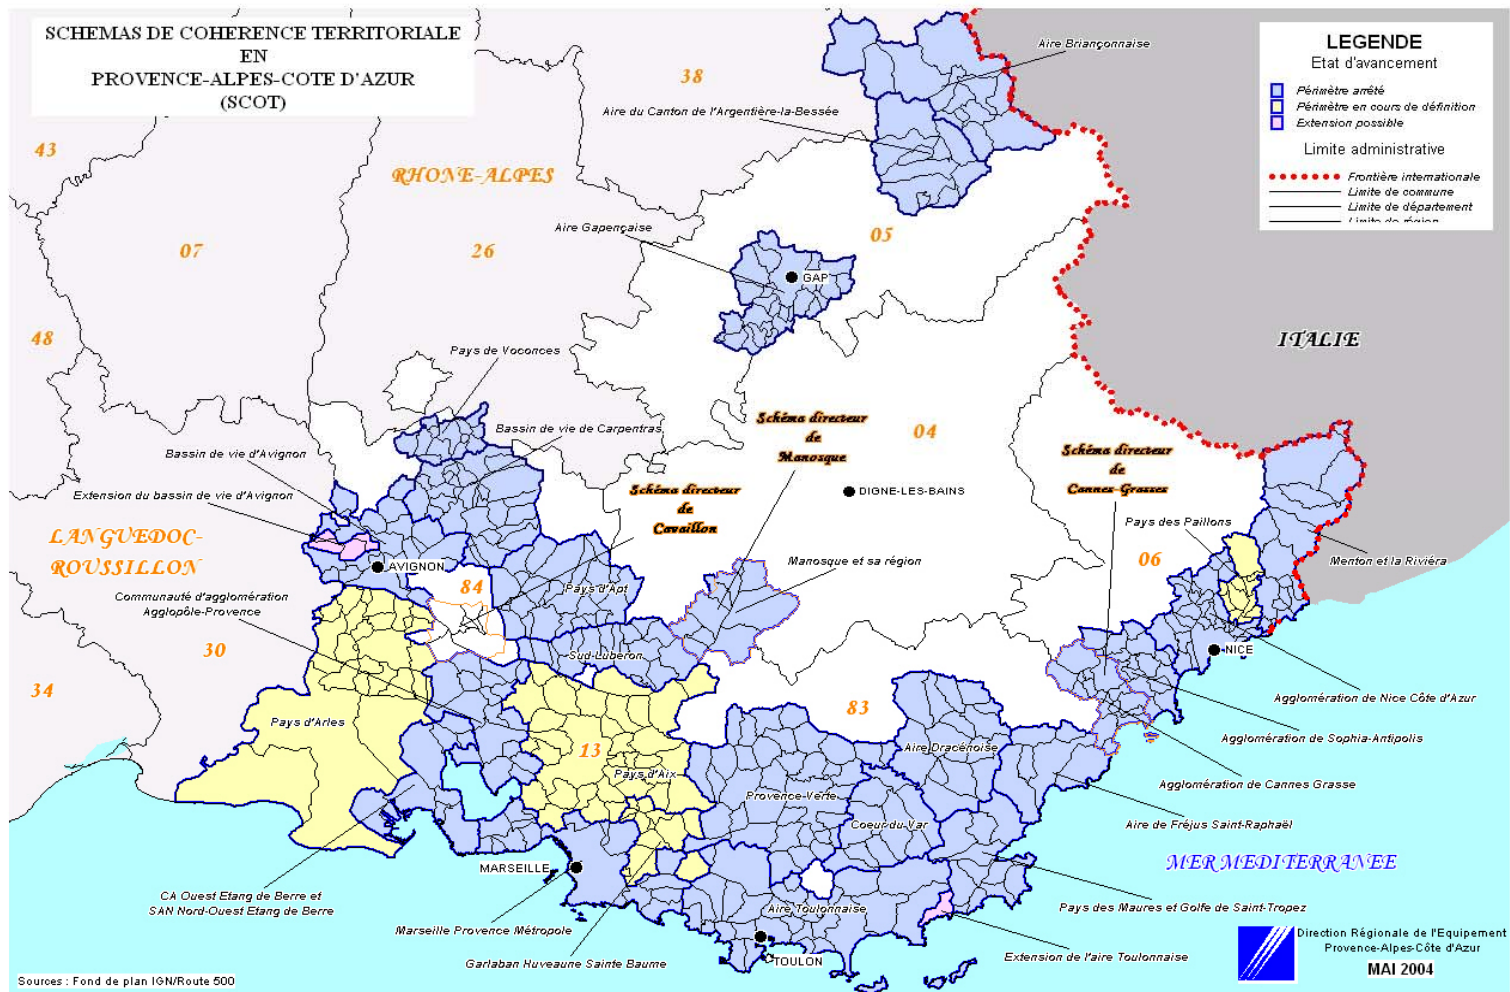 SCHEMAS DE COHERENCE TERRITORIALE
EN
PROVENCE-ALPES-COTE D'AZUR
(SCOT)
LEGENDE
Etat d'avancement
Périmètre arrêté
Périmètre en cours de définition
Extension possible
Limite administrative
Frontière internationale
Limite de commune
Limite de département
Limite de région
Aire Briançonnaise
38
Aire du Canton de l'Argentière-la-Bessée
43
RHONE-ALPES
07
26
Aire Gapençaise
05
GAP
48
ITALIE
Pays de Voconces
Schéma directeur
de
Manosque
04
Bassin de vie de Carpentras
Bassin de vie d'Avignon
Schéma directeur
de
Cannes-Grasses
Extension du bassin de vie d'Avignon
Schéma directeur
de
Cavaillon
DIGNE-LES-BAINS
Pays des Paillons
LANGUEDOC-
ROUSSILLON
AVIGNON
06
Menton et la Riviéra
Manosque et sa région
84
Pays d'Apt
Communauté d'agglomération
Agglopôle-Provence
30
Sud-Luberon
NICE
34
Agglomération de Nice Côte d'Azur
83
Pays d'Arles
Agglomération de Sophia-Antipolis
13
Aire Dracénoise
Pays d'Aix
Agglomération de Cannes Grasse
Provence-Verte
Coeur-du-Var
Aire de Fréjus Saint-Raphaël
MARSEILLE
MER MEDITERRANEE
CA Ouest Etang de Berre et
SAN Nord-Ouest Etang de Berre
Aire Toulonnaise
Pays des Maures et Golfe de Saint-Tropez
Marseille Provence Métropole
Extension de l'aire Toulonnaise
Garlaban Huveaune Sainte Baume
TOULON
Direction Régionale de l'Equipement
Provence-Alpes-Côte d'Azur
MAI 2004
Sources : Fond de plan IGN/Route 500